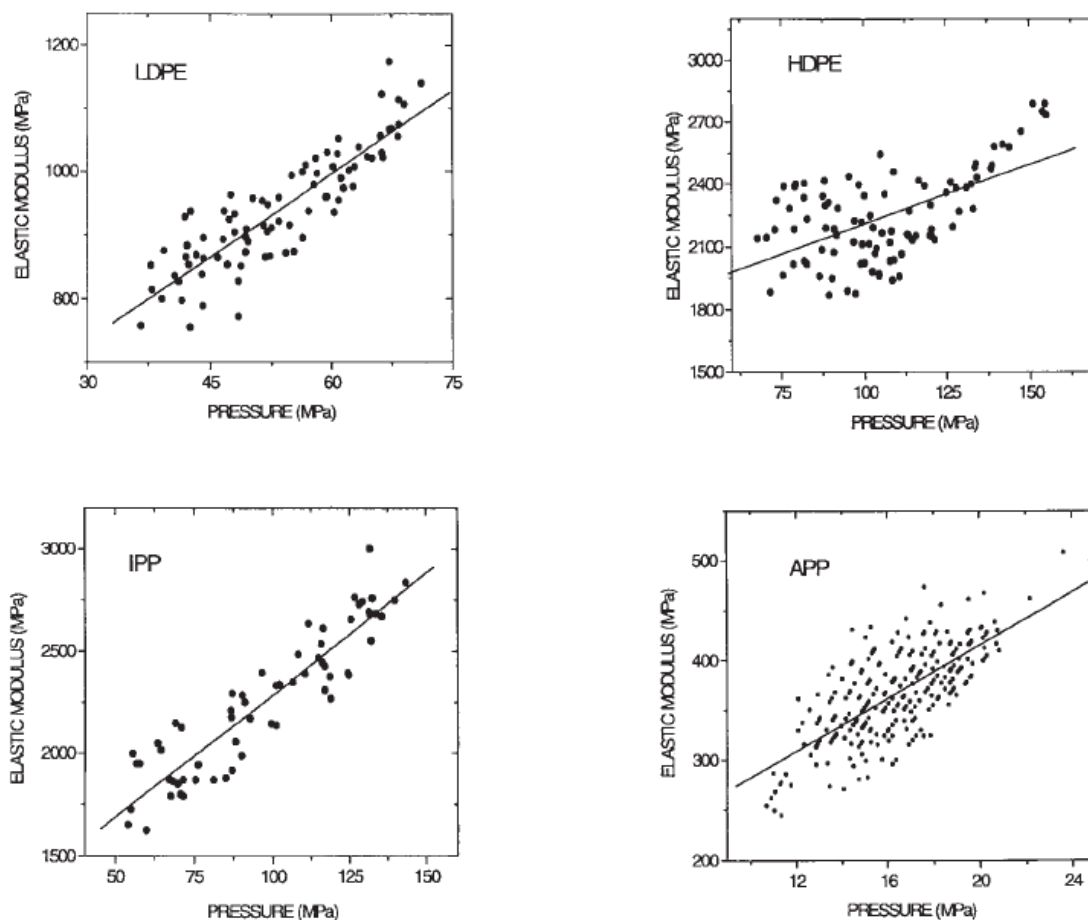 LDPE
1200
1000
800
ELASTIC MODULUS (MPa)
30 45 60 75
PRESSURE (MPa)
HDPE
3000
2700
2400
2100
1800
1500
ELASTIC MODULUS (MPa)
75 100 125 150
PRESSURE (MPa)
IPP
3000
2500
2000
1500
ELASTIC MODULUS (MPa)
50 75 100 125 150
PRESSURE (MPa)
APP
500
400
300
200
ELASTIC MODULUS (MPa)
12 16 20 24
PRESSURE (MPa)